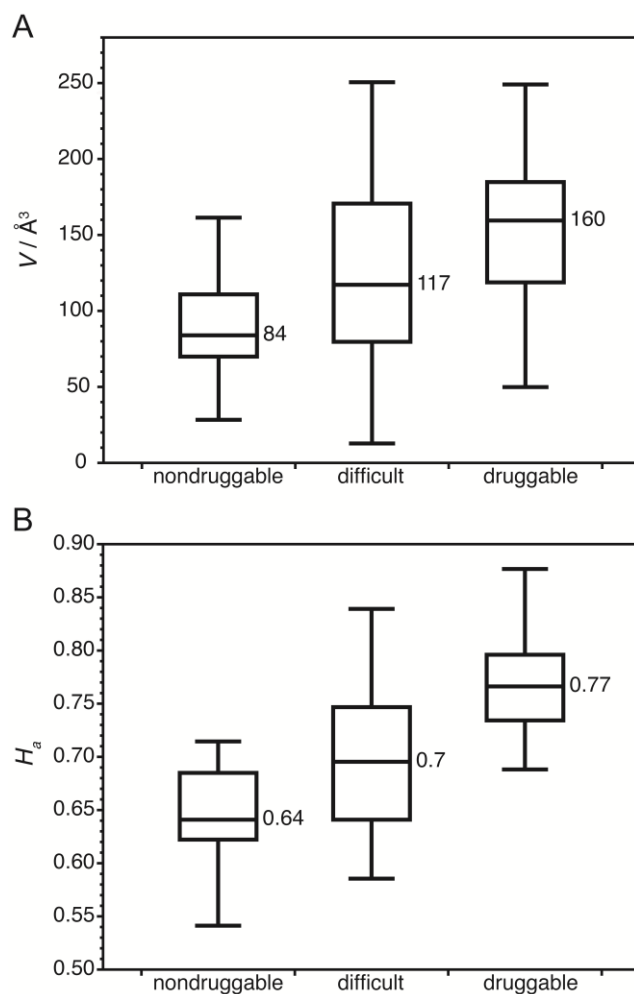 A
V / Å³
250
200
150
100
50
0
84
117
160
nondruggable
difficult
druggable
B
Hₐ
0.90
0.85
0.80
0.75
0.70
0.65
0.60
0.55
0.50
0.64
0.7
0.77
nondruggable
difficult
druggable